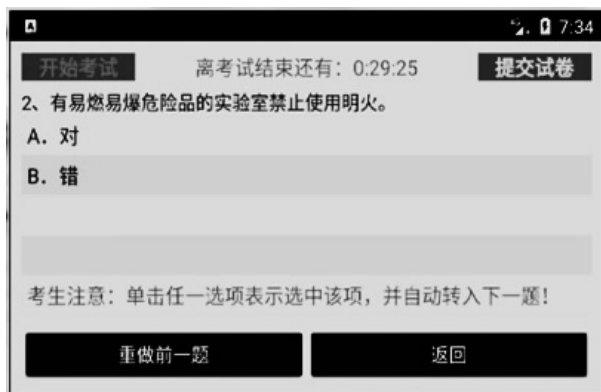 7:34
开始考试 离考试结束还有：0:29:25 提交试卷
2、有易燃易爆危险品的实验室禁止使用明火。
A．对
B．错
考生注意：单击任一选项表示选中该项，并自动转入下一题！
重做前一题 返回